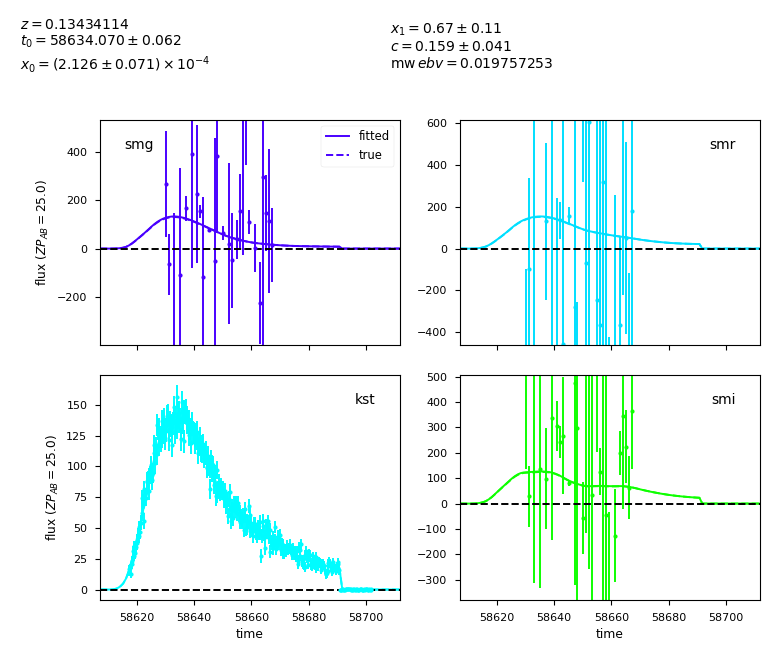 z = 0.13434114
t₀ = 58634.070 ± 0.062
x₀ = (2.126 ± 0.071) × 10⁻⁴
x₁ = 0.67 ± 0.11
c = 0.159 ± 0.041
mw ebv = 0.019757253
smg
fitted
true
400
200
0
−200
flux (ZP_AB = 25.0)
smr
600
400
200
0
−200
−400
kst
150
125
100
75
50
25
0
flux (ZP_AB = 25.0)
58620 58640 58660 58680 58700
time
smi
500
400
300
200
100
0
−100
−200
−300
58620 58640 58660 58680 58700
time